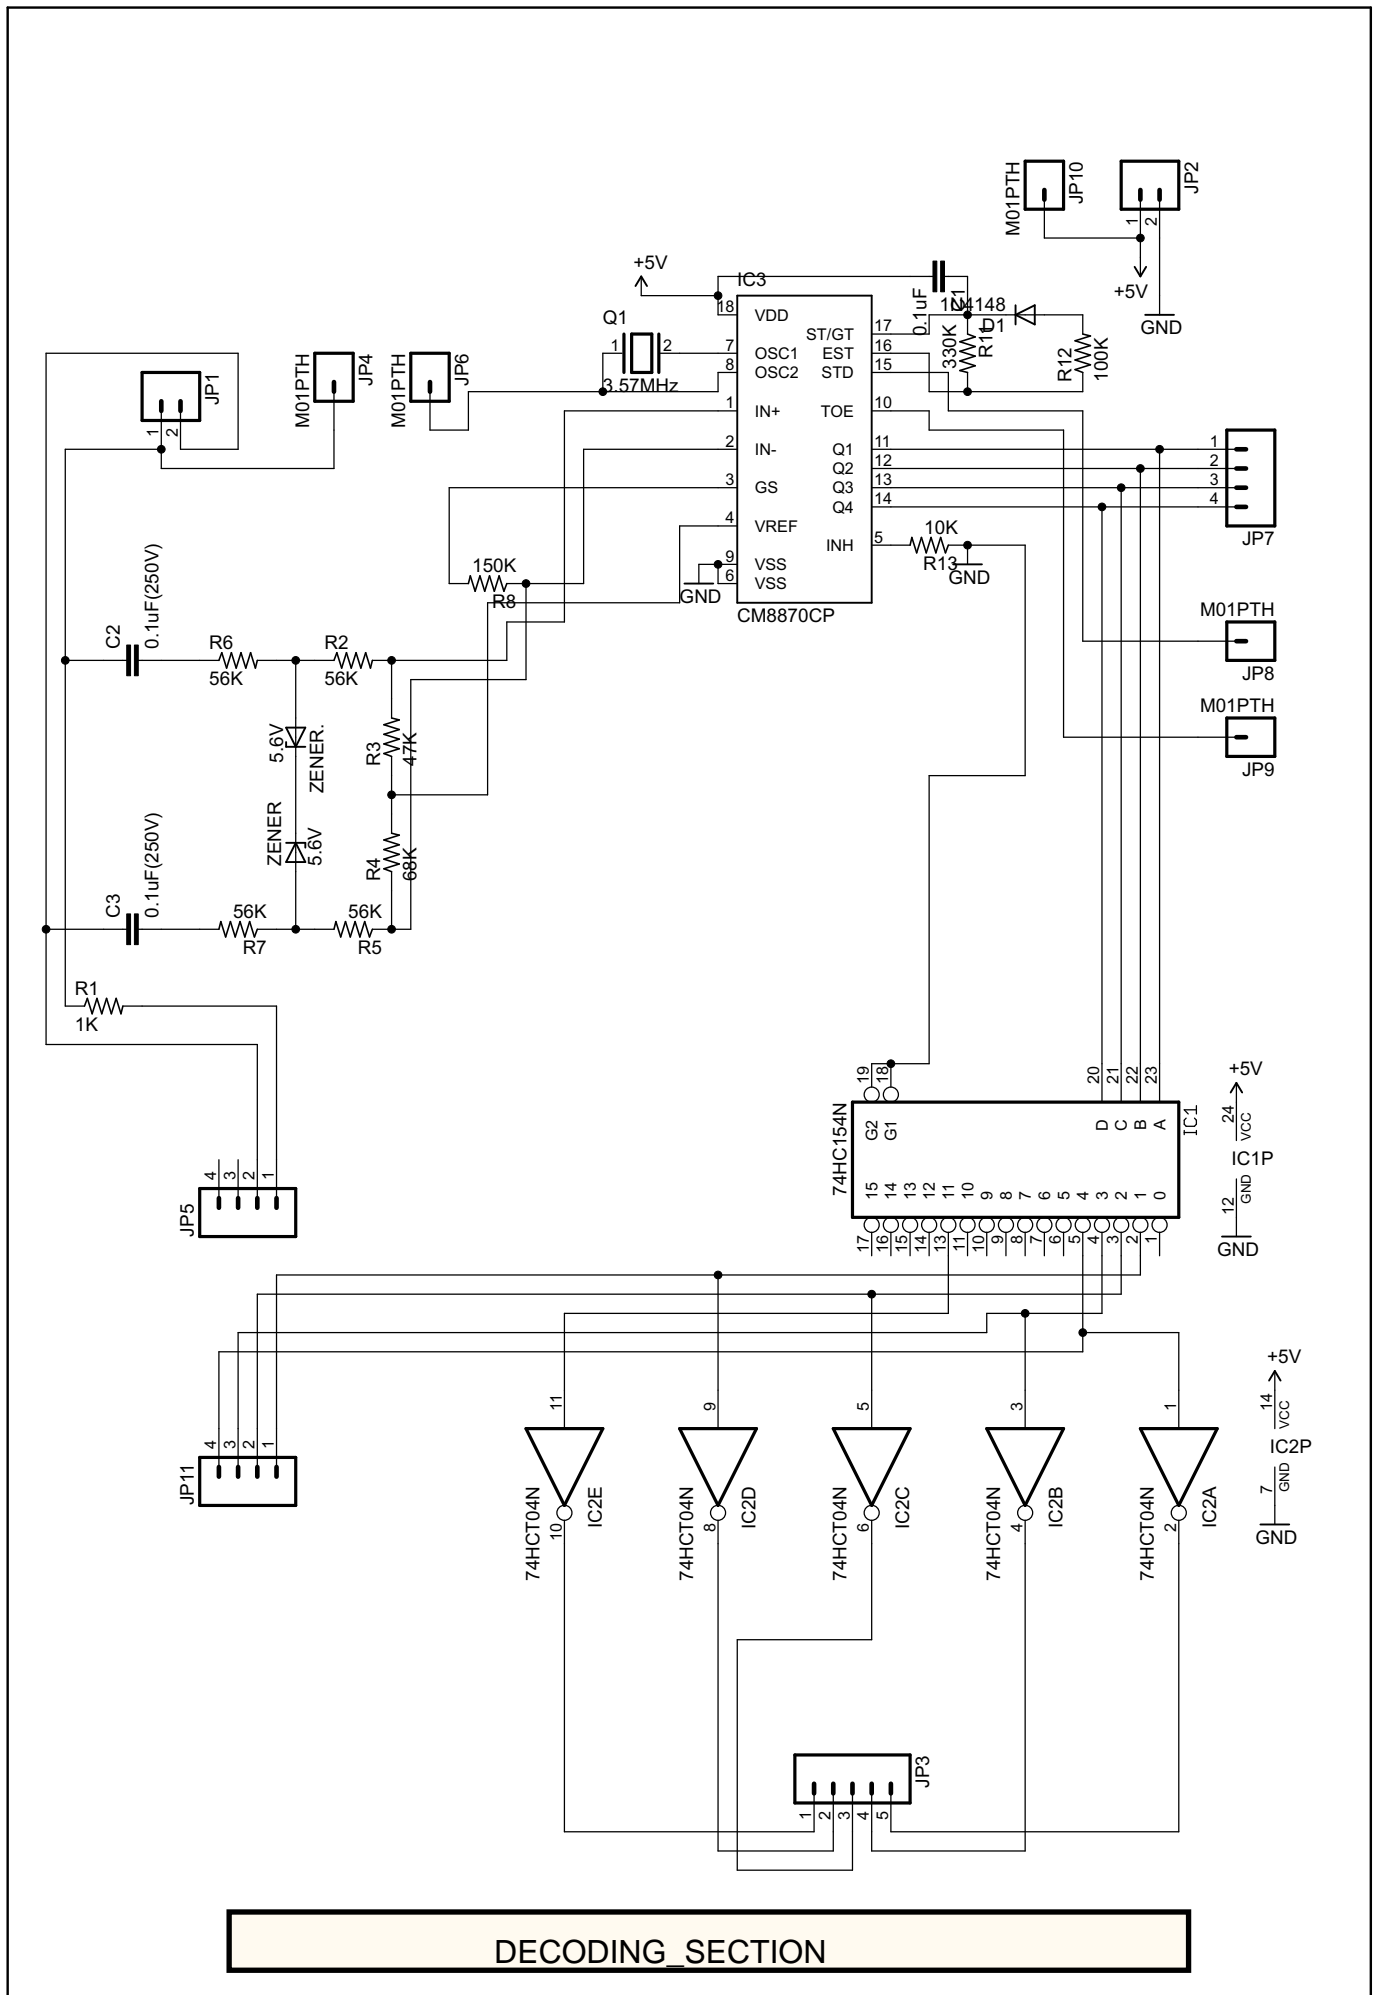 M01PTH
JP10
JP2
1
2
+5V
GND
+5V
IC3
0.1uF
C1
1N4148
D1
330K
R11
R12
100K
Q1
1
2
3.57MHz
18
VDD
7
OSC1
8
OSC2
1
IN+
2
IN-
3
GS
4
VREF
9
VSS
6
VSS
ST/GT
17
EST
16
STD
15
TOE
10
Q1
11
Q2
12
Q3
13
Q4
14
INH
5
CM8870CP
GND
10K
R13
GND
JP1
1
2
M01PTH
JP4
M01PTH
JP6
1
2
3
4
JP7
M01PTH
JP8
M01PTH
JP9
150K
R8
C2
0.1uF(250V)
R6
56K
R2
56K
5.6V
ZENER.
R3
47K
ZENER
5.6V
R4
68K
C3
0.1uF(250V)
56K
R7
56K
R5
R1
1K
4
3
2
1
JP5
74HC154N
19
18
20
21
22
23
G2
G1
D
C
B
A
IC1
15
14
13
12
11
10
9
8
7
6
5
4
3
2
1
0
17
16
15
14
13
11
10
9
8
7
6
5
4
3
2
1
+5V
24
VCC
IC1P
12
GND
GND
4
3
2
1
JP11
11
74HCT04N
10
IC2E
9
74HCT04N
8
IC2D
5
74HCT04N
6
IC2C
3
74HCT04N
4
IC2B
1
74HCT04N
2
IC2A
+5V
14
VCC
IC2P
7
GND
GND
JP3
1
2
3
4
5
DECODING_SECTION